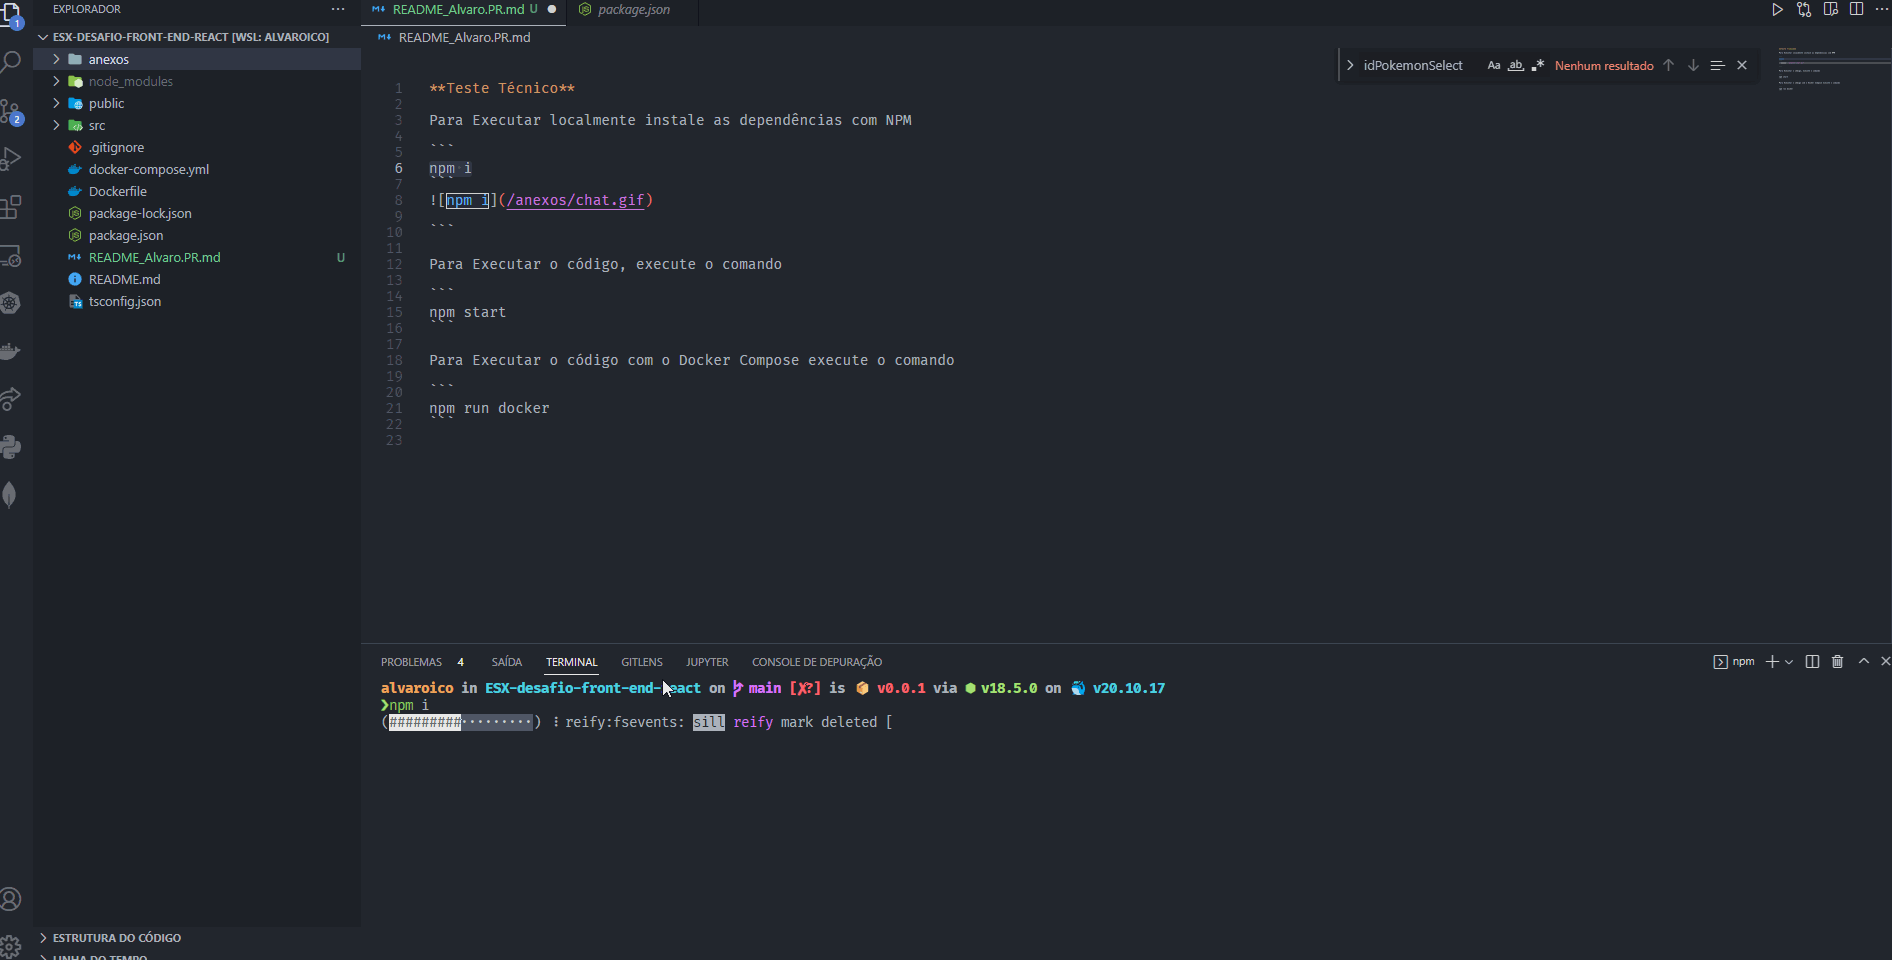 EXPLORADOR
README_Alvaro.PR.md U
package.json
ESX-DESAFIO-FRONT-END-REACT [WSL: ALVAROICO]
README_Alvaro.PR.md
1
anexos
node_modules
public
src
.gitignore
docker-compose.yml
Dockerfile
package-lock.json
package.json
README_Alvaro.PR.md U
README.md
tsconfig.json
2
idPokemonSelect Aa ab Nenhum resultado
1 **Teste Técnico**
2
3 Para Executar localmente instale as dependências com NPM
4
5 ```
6 npm i
7 ```
8 ![npm i](/anexos/chat.gif)
9
10 ```
11
12 Para Executar o código, execute o comando
13
14 ```
15 npm start
16 ```
17
18 Para Executar o código com o Docker Compose execute o comando
19
20 ```
21 npm run docker
22 ```
23
PROBLEMAS 4 SAÍDA TERMINAL GITLENS JUPYTER CONSOLE DE DEPURAÇÃO npm
alvaroico in ESX-desafio-front-end-react on main [✘?] is v0.0.1 via v18.5.0 on v20.10.17
❯npm i
(#########·········) ⠸ reify:fsevents: sill reify mark deleted [
ESTRUTURA DO CÓDIGO
LINHA DO TEMPO